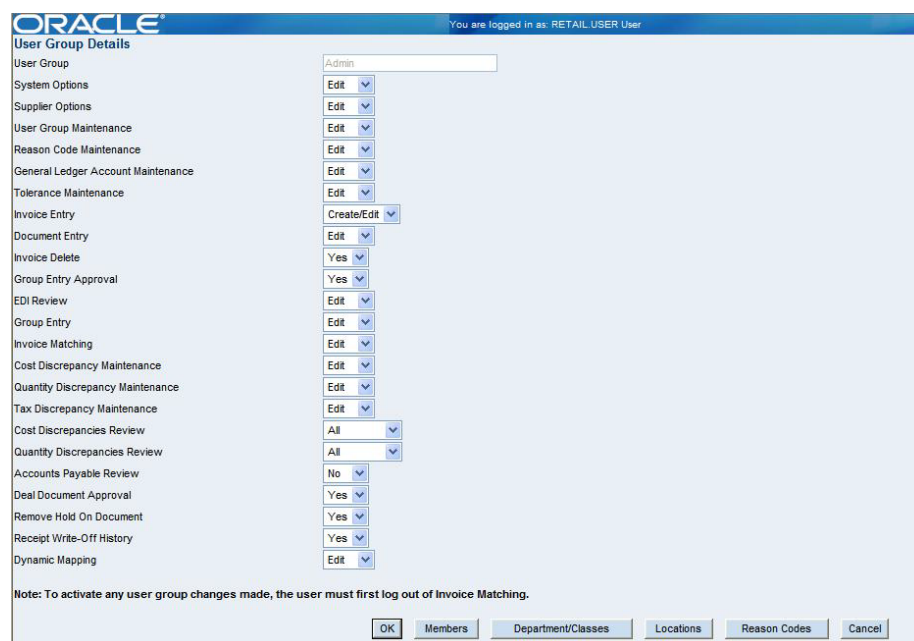 ORACLE®
You are logged in as: RETAIL.USER User
User Group Details
User Group Admin
System Options Edit
Supplier Options Edit
User Group Maintenance Edit
Reason Code Maintenance Edit
General Ledger Account Maintenance Edit
Tolerance Maintenance Edit
Invoice Entry Create/Edit
Document Entry Edit
Invoice Delete Yes
Group Entry Approval Yes
EDI Review Edit
Group Entry Edit
Invoice Matching Edit
Cost Discrepancy Maintenance Edit
Quantity Discrepancy Maintenance Edit
Tax Discrepancy Maintenance Edit
Cost Discrepancies Review All
Quantity Discrepancies Review All
Accounts Payable Review No
Deal Document Approval Yes
Remove Hold On Document Yes
Receipt Write-Off History Yes
Dynamic Mapping Edit
Note: To activate any user group changes made, the user must first log out of Invoice Matching.
OK Members Department/Classes Locations Reason Codes Cancel